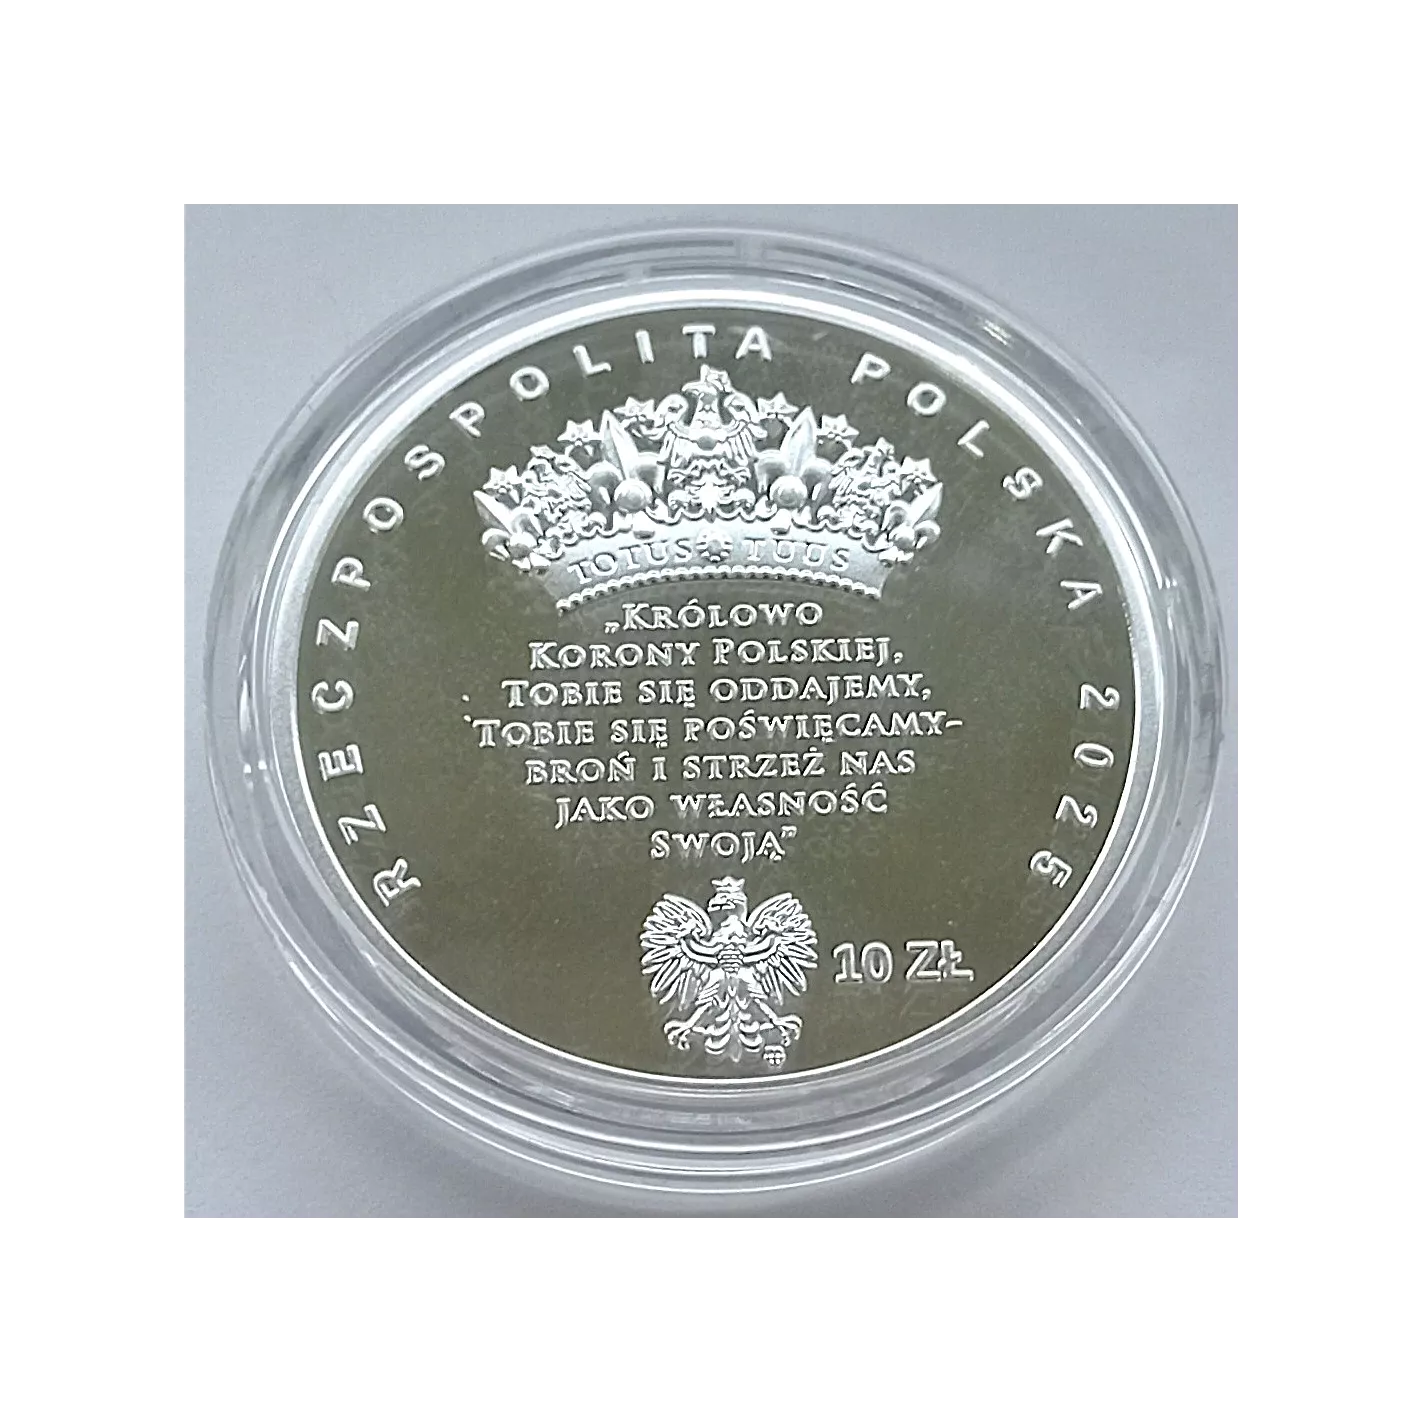 RZECZPOSPOLITA POLSKA 2025
TOTUS TUUS
„KRÓLOWO
KORONY POLSKIEJ,
TOBIE SIĘ ODDAJEMY,
TOBIE SIĘ POŚWIĘCAMY-
BROŃ I STRZEŻ NAS
JAKO WŁASNOŚĆ
SWOJĄ”
10 ZŁ